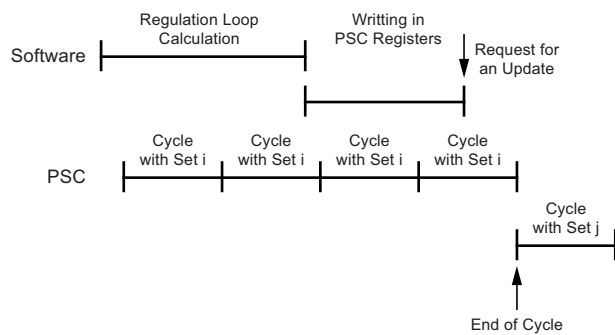 Regulation Loop
Calculation
Writting in
PSC Registers
Software
Request for
an Update
Cycle
with Set i
Cycle
with Set i
Cycle
with Set i
Cycle
with Set i
PSC
Cycle
with Set j
End of Cycle